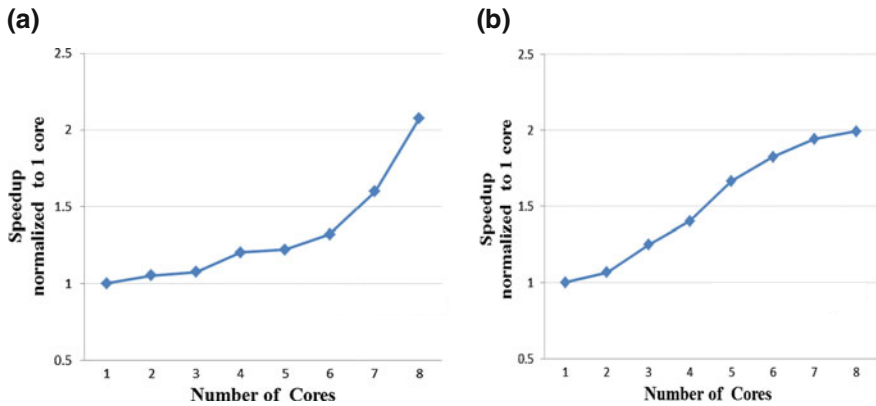 (a)
2.5
2
1.5
1
0.5
Speedup
normalized to 1 core
1 2 3 4 5 6 7 8
Number of Cores
(b)
2.5
2
1.5
1
0.5
Speedup
normalized to 1 core
1 2 3 4 5 6 7 8
Number of Cores